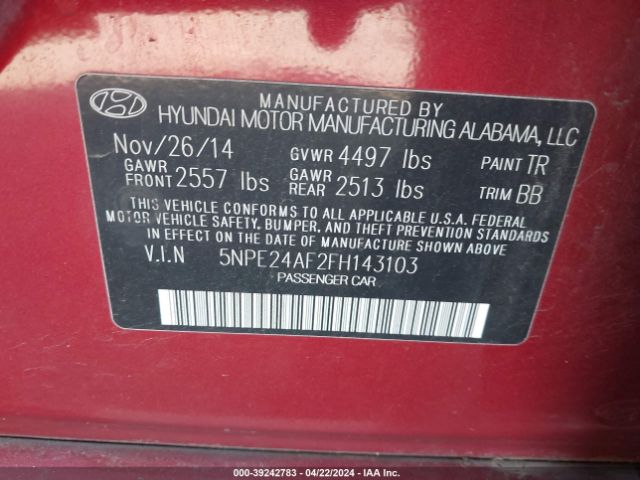 MANUFACTURED BY
HYUNDAI MOTOR MANUFACTURING ALABAMA, LLC
Nov/26/14 GVWR 4497 lbs PAINT TR
GAWR FRONT 2557 lbs GAWR REAR 2513 lbs TRIM BB
THIS VEHICLE CONFORMS TO ALL APPLICABLE U.S.A. FEDERAL
MOTOR VEHICLE SAFETY, BUMPER, AND THEFT PREVENTION STANDARDS
IN EFFECT ON THE DATE OF MANUFACTURE SHOWN ABOVE
V.I.N 5NPE24AF2FH143103
PASSENGER CAR
000-39242783 - 04/22/2024 - IAA Inc.